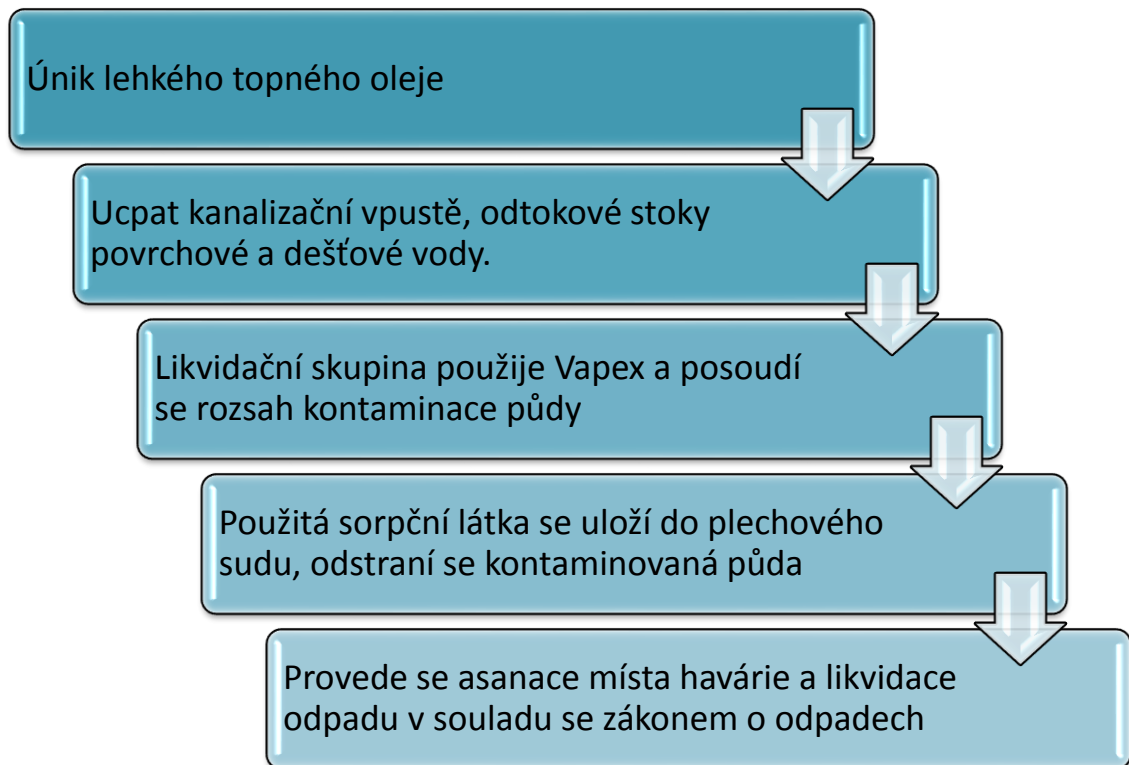 Únik lehkého topného oleje
Ucpat kanalizační vpustě, odtokové stoky
povrchové a dešťové vody.
Likvidační skupina použije Vapex a posoudí
se rozsah kontaminace půdy
Použitá sorpční látka se uloží do plechového
sudu, odstraní se kontaminovaná půda
Provede se asanace místa havárie a likvidace
odpadu v souladu se zákonem o odpadech